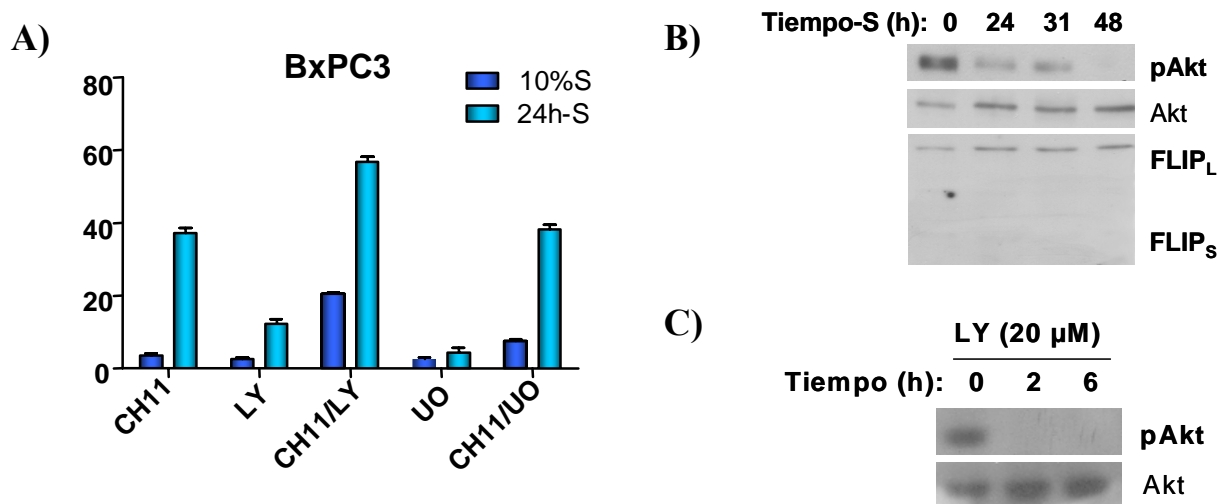 A)
BxPC3
10%S
24h-S
80
60
40
20
0
CH11
LY
CH11/LY
UO
CH11/UO
B)
Tiempo-S (h): 0 24 31 48
pAkt
Akt
FLIPL
FLIPS
C)
LY (20 µM)
Tiempo (h): 0 2 6
pAkt
Akt